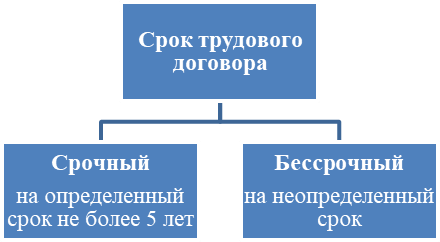 Срок трудового
договора
Срочный
на определенный
срок не более 5 лет
Бессрочный
на неопределенный
срок